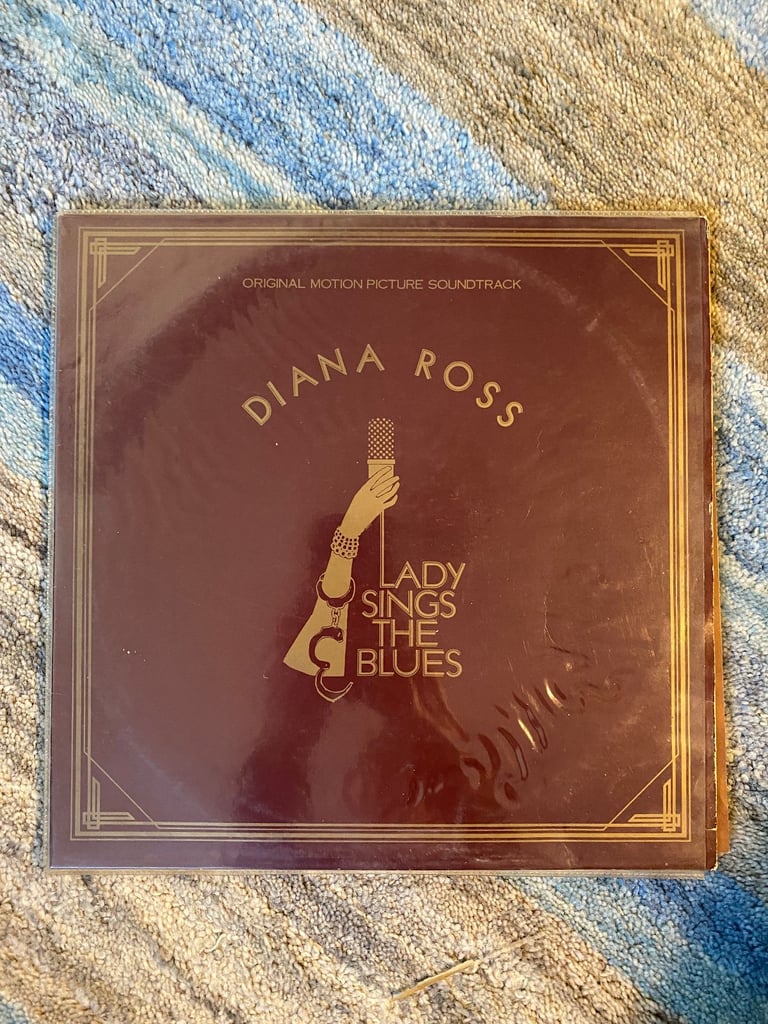 ORIGINAL MOTION PICTURE SOUNDTRACK
DIANA ROSS
LADY
SINGS
THE
BLUES